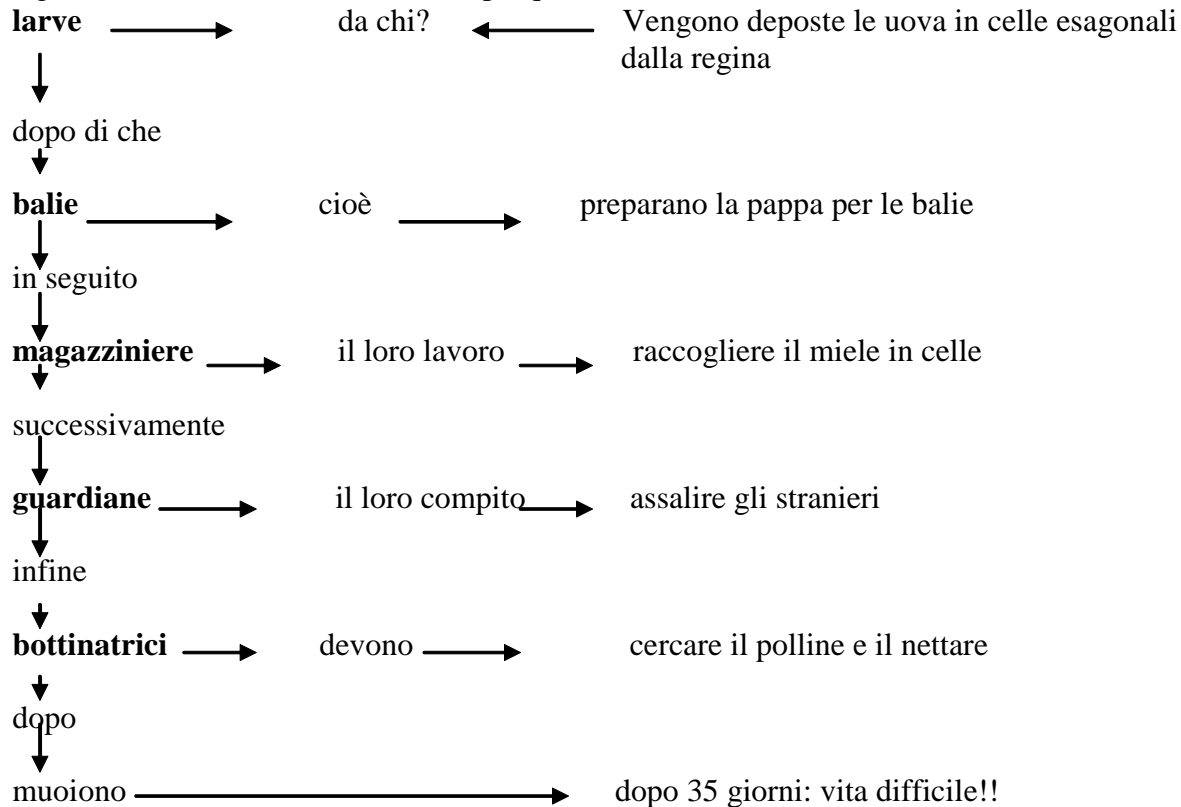 larve da chi? Vengono deposte le uova in celle esagonali
dalla regina
dopo di che
balie cioè preparano la pappa per le balie
in seguito
magazziniere il loro lavoro raccogliere il miele in celle
successivamente
guardiane il loro compito assalire gli stranieri
infine
bottinatrici devono cercare il polline e il nettare
dopo
muoiono dopo 35 giorni: vita difficile!!